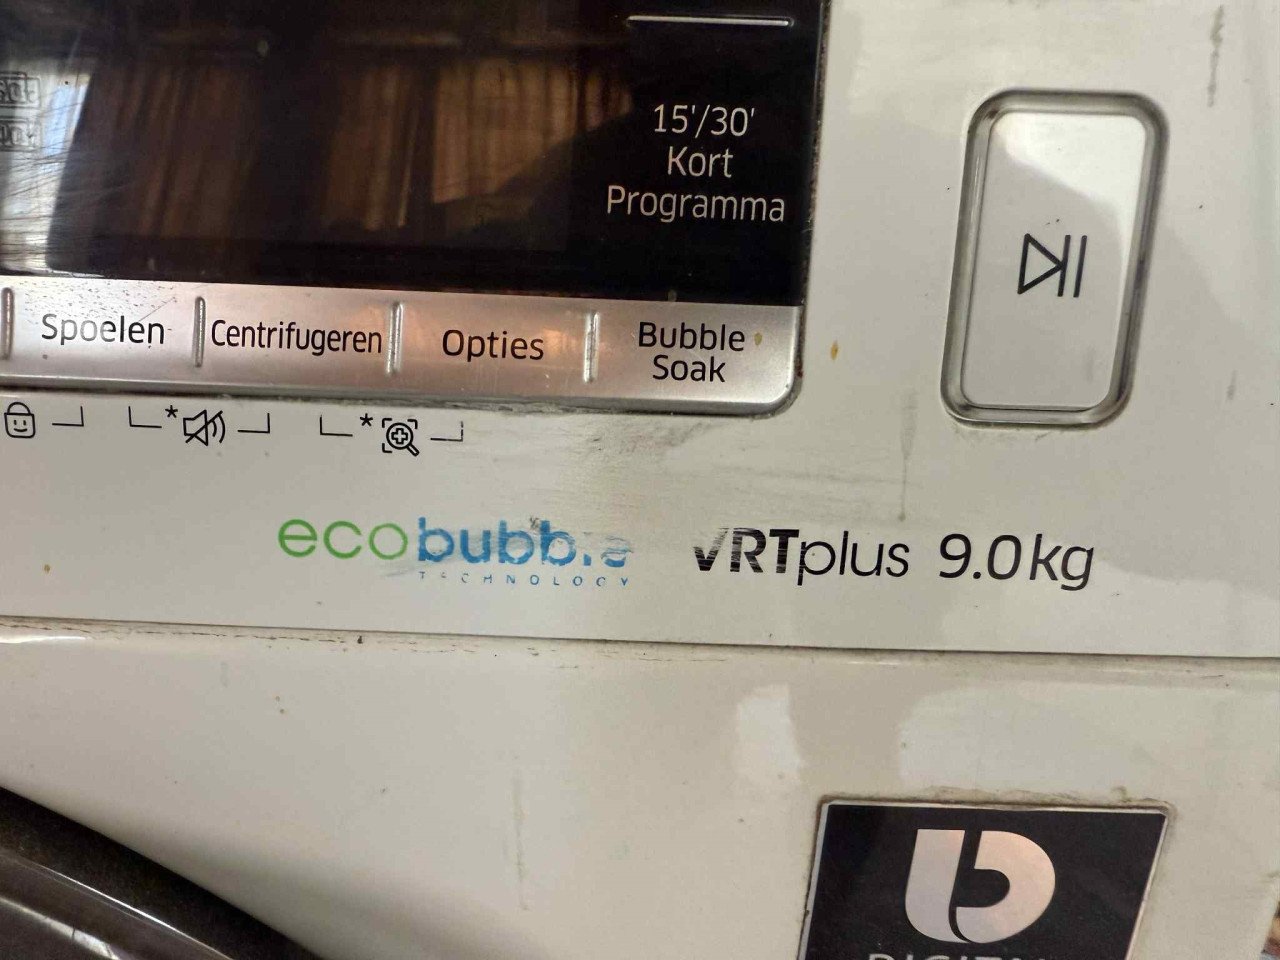 15'/30'
Kort
Programma
Spoelen
Centrifugeren
Opties
Bubble
Soak
* *
ecobubble
TECHNOLOGY
VRTplus 9.0kg